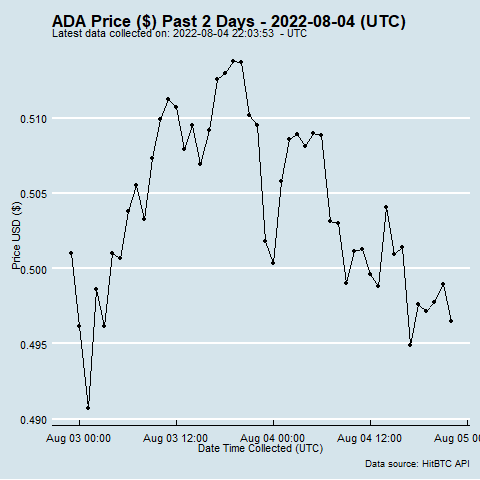 ADA Price ($) Past 2 Days - 2022-08-04 (UTC)
Latest data collected on: 2022-08-04 22:03:53  - UTC
0.510
0.505
0.500
0.495
0.490
Price USD ($)
Aug 03 00:00 Aug 03 12:00 Aug 04 00:00 Aug 04 12:00 Aug 05 00
Date Time Collected (UTC)
Data source: HitBTC API